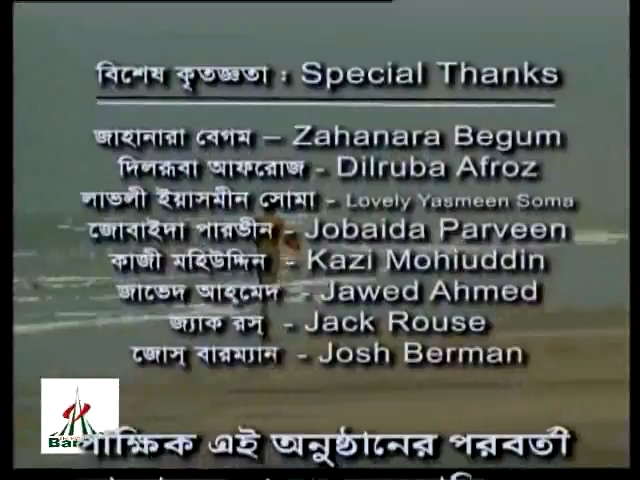 বিশেষ কৃতজ্ঞতা : Special Thanks
জাহানারা বেগম – Zahanara Begum
দিলরূবা আফরোজ - Dilruba Afroz
লাভলী ইয়াসমীন সোমা - Lovely Yasmeen Soma
জোবাইদা পারভীন - Jobaida Parveen
কাজী মহিউদ্দিন - Kazi Mohiuddin
জাভেদ আহ্‌মেদ - Jawed Ahmed
জ্যাক রস্‌ - Jack Rouse
জোস্‌ বারম্যান - Josh Berman
পাক্ষিক এই অনুষ্ঠানের পরবর্তী